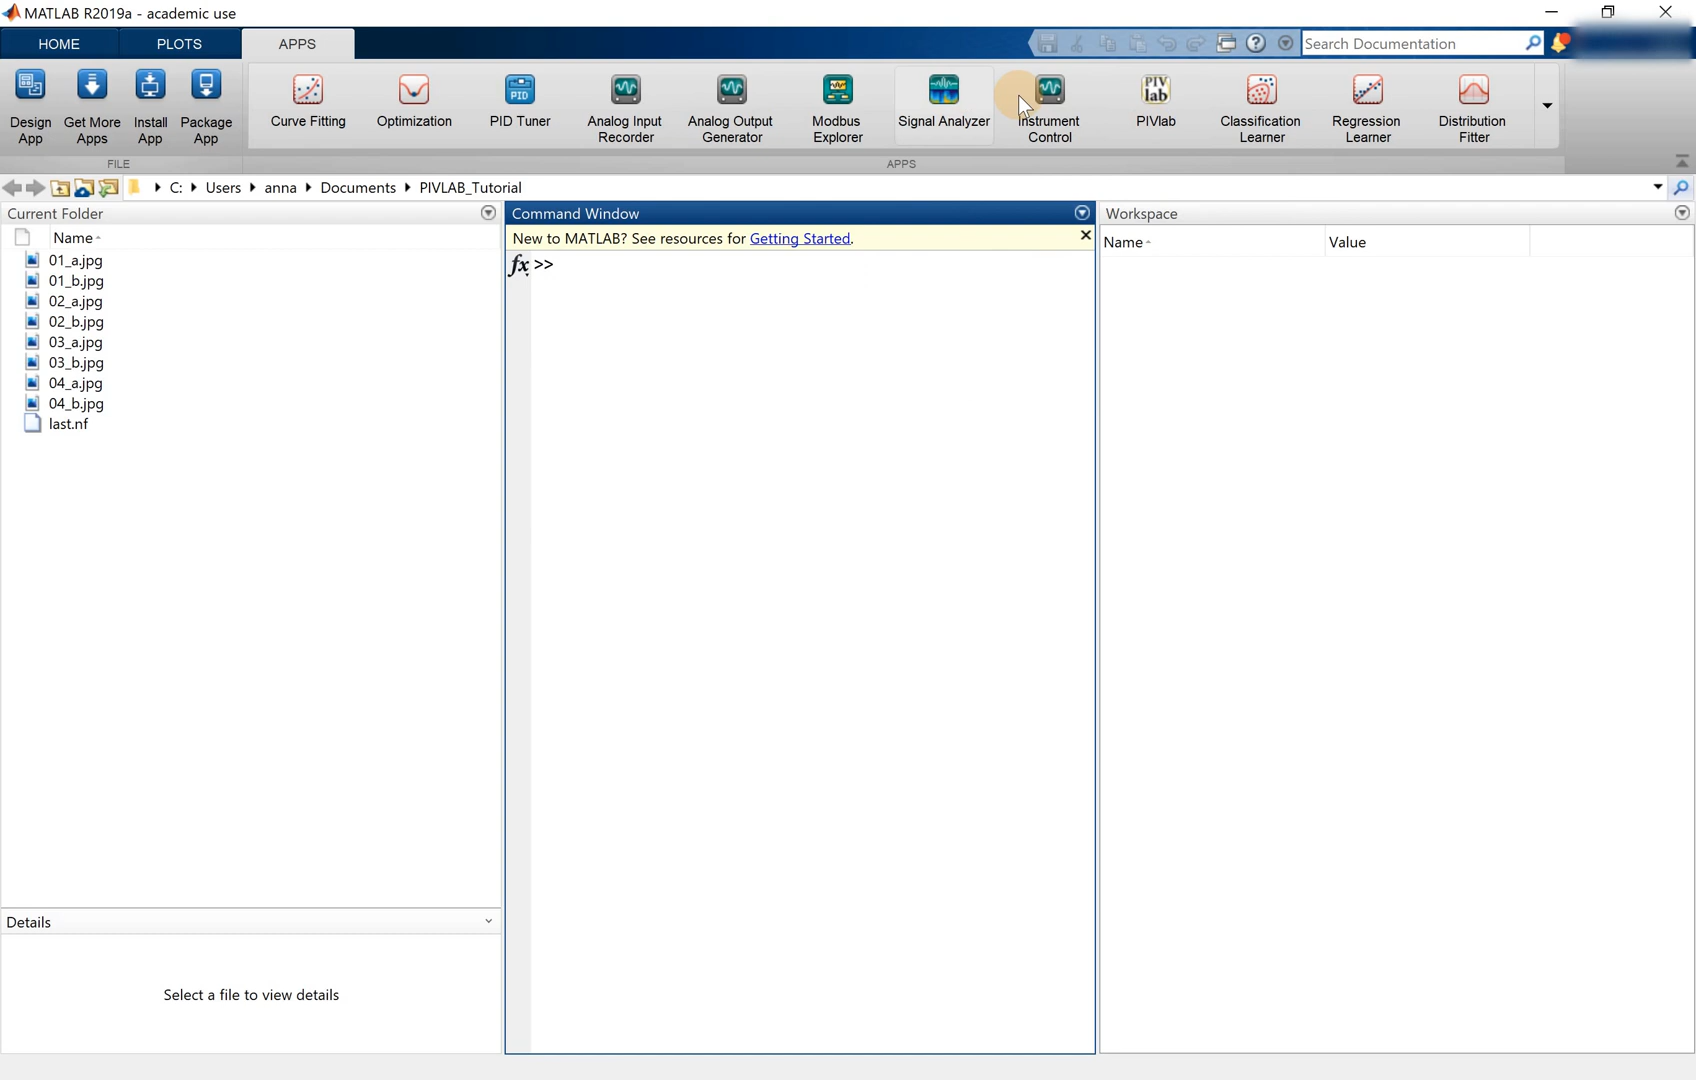 MATLAB R2019a - academic use
HOME
PLOTS
APPS
Search Documentation
Design App
Get More Apps
Install App
Package App
FILE
Curve Fitting
Optimization
PID
PID Tuner
Analog Input Recorder
Analog Output Generator
Modbus Explorer
Signal Analyzer
Instrument Control
PIV lab
PIVlab
Classification Learner
Regression Learner
Distribution Fitter
APPS
C: Users anna Documents PIVLAB_Tutorial
Current Folder
Name
01_a.jpg
01_b.jpg
02_a.jpg
02_b.jpg
03_a.jpg
03_b.jpg
04_a.jpg
04_b.jpg
last.nf
Details
Select a file to view details
Command Window
New to MATLAB? See resources for Getting Started.
fx >>
Workspace
Name
Value